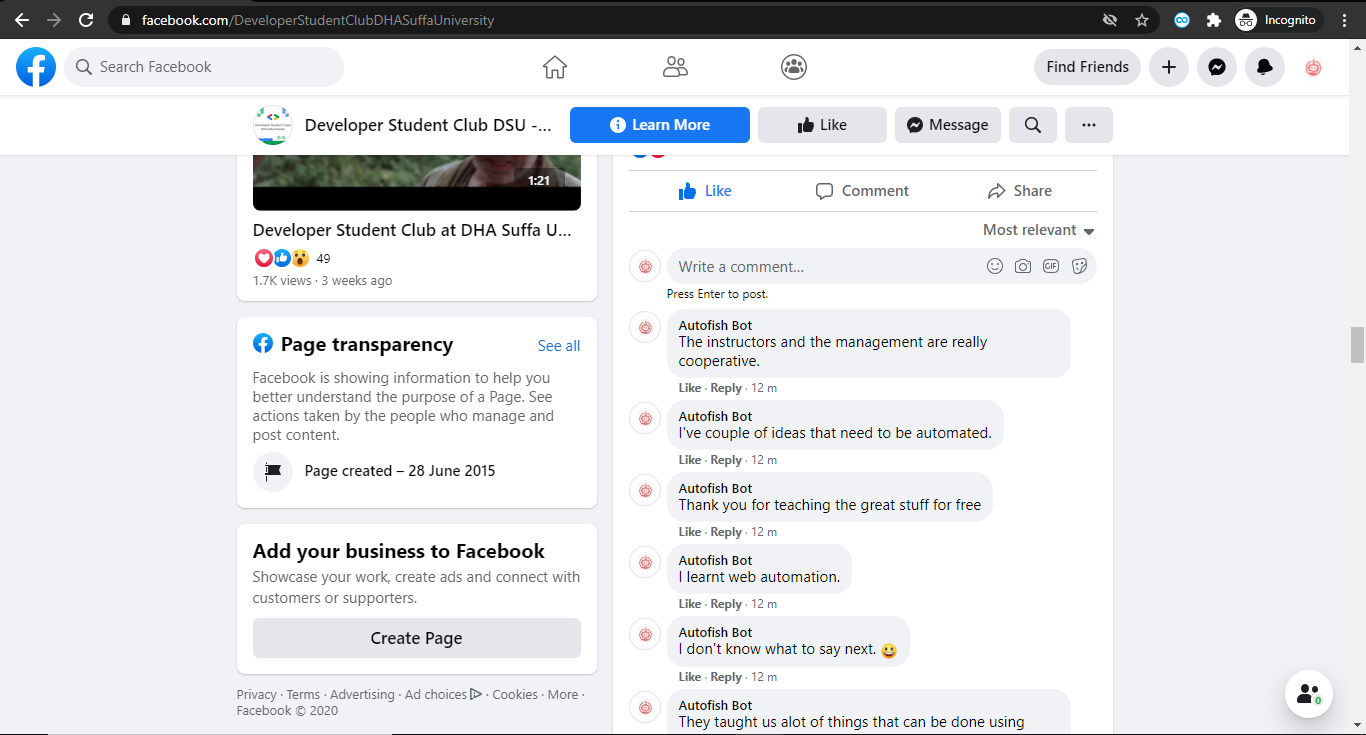 facebook.com/DeveloperStudentClubDHASuffaUniversity
Incognito
Search Facebook
Find Friends
Developer Student Club DSU -...
Learn More
Like
Message
1:21
Developer Student Club at DHA Suffa U...
49
1.7K views · 3 weeks ago
Page transparency
See all
Facebook is showing information to help you
better understand the purpose of a Page. See
actions taken by the people who manage and
post content.
Page created – 28 June 2015
Add your business to Facebook
Showcase your work, create ads and connect with
customers or supporters.
Create Page
Privacy · Terms · Advertising · Ad choices · Cookies · More ·
Facebook © 2020
Like
Comment
Share
Most relevant
Write a comment...
GIF
Press Enter to post.
Autofish Bot
The instructors and the management are really
cooperative.
Like · Reply · 12 m
Autofish Bot
I've couple of ideas that need to be automated.
Like · Reply · 12 m
Autofish Bot
Thank you for teaching the great stuff for free
Like · Reply · 12 m
Autofish Bot
I learnt web automation.
Like · Reply · 12 m
Autofish Bot
I don't know what to say next. 😀
Like · Reply · 12 m
Autofish Bot
They taught us alot of things that can be done using
0